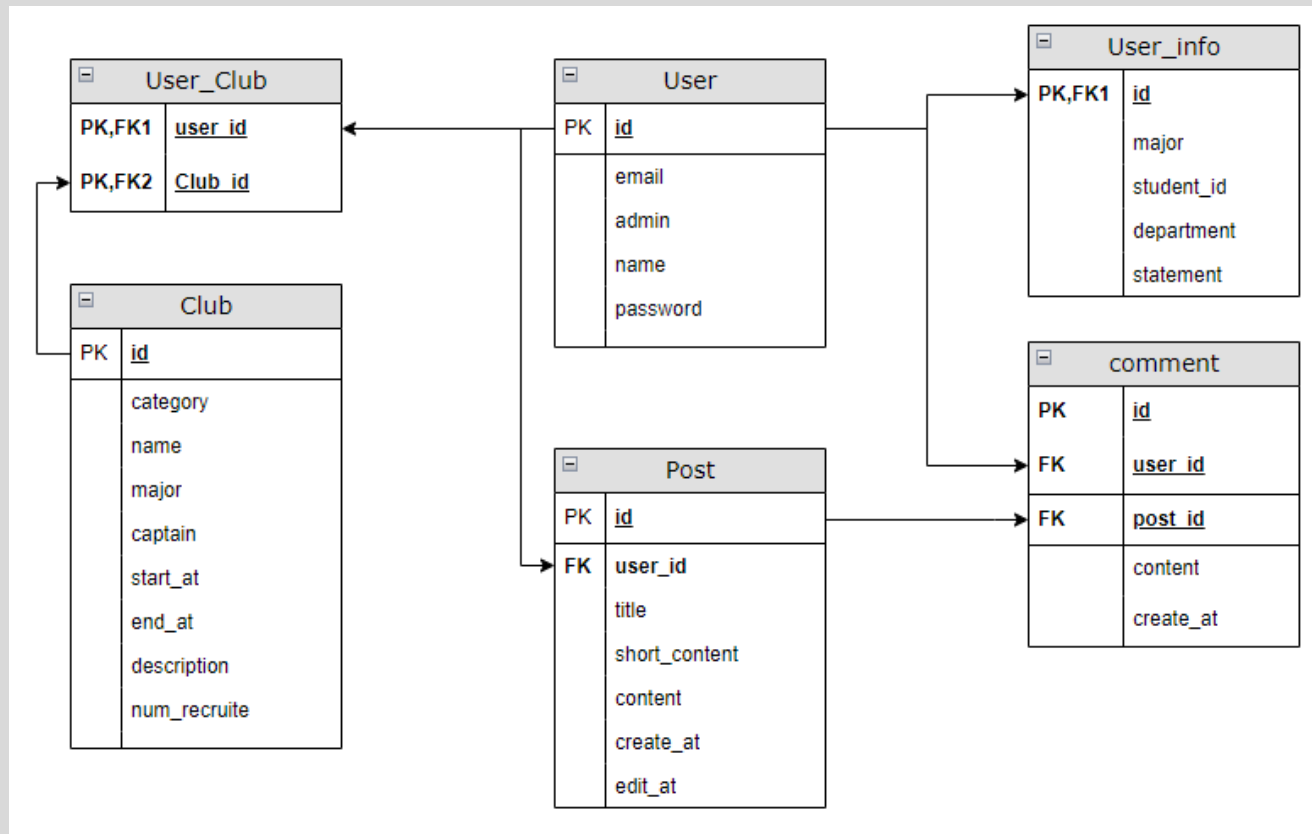 User_Club
PK,FK1 user_id
PK,FK2 Club_id
Club
PK id
category
name
major
captain
start_at
end_at
description
num_recruite
User
PK id
email
admin
name
password
Post
PK id
FK user_id
title
short_content
content
create_at
edit_at
User_info
PK,FK1 id
major
student_id
department
statement
comment
PK id
FK user_id
FK post_id
content
create_at